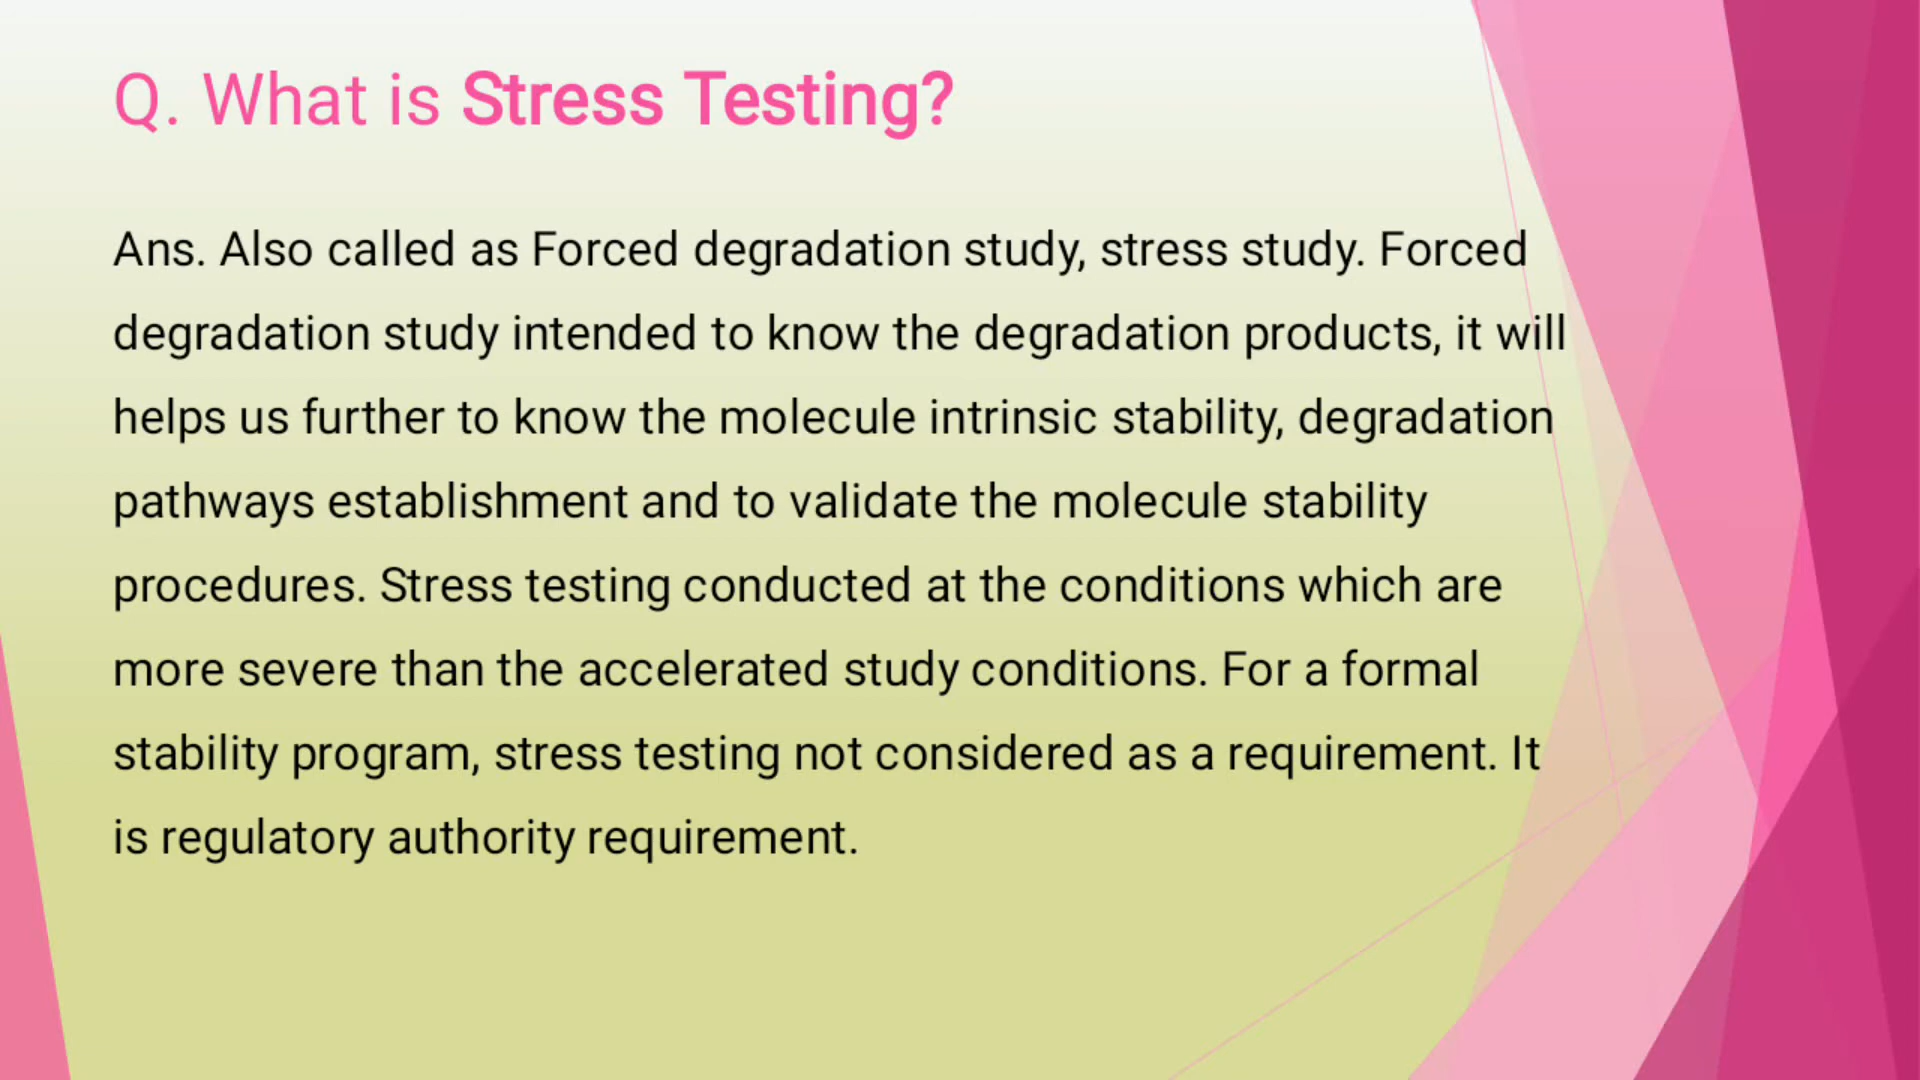 Q. What is Stress Testing?
Ans. Also called as Forced degradation study, stress study. Forced
degradation study intended to know the degradation products, it will
helps us further to know the molecule intrinsic stability, degradation
pathways establishment and to validate the molecule stability
procedures. Stress testing conducted at the conditions which are
more severe than the accelerated study conditions. For a formal
stability program, stress testing not considered as a requirement. It
is regulatory authority requirement.